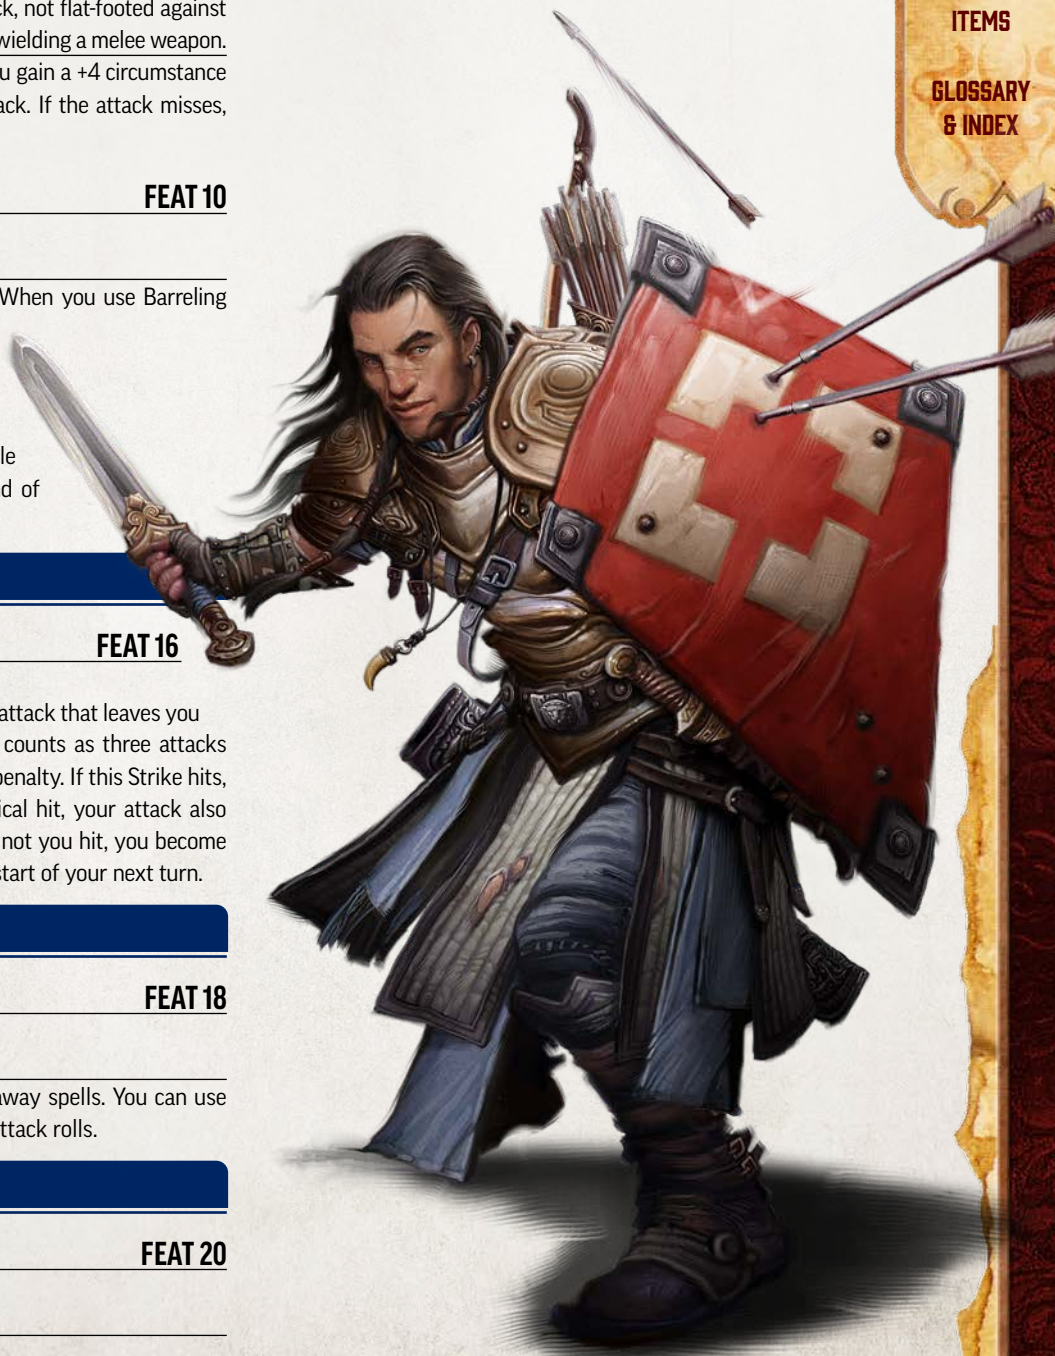 ck, not flat-footed against
wielding a melee weapon.
u gain a +4 circumstance
ack. If the attack misses,
FEAT 10
When you use Barreling
le
d of
FEAT 16
attack that leaves you
counts as three attacks
penalty. If this Strike hits,
ical hit, your attack also
not you hit, you become
start of your next turn.
FEAT 18
away spells. You can use
ttack rolls.
FEAT 20
ITEMS
GLOSSARY
& INDEX